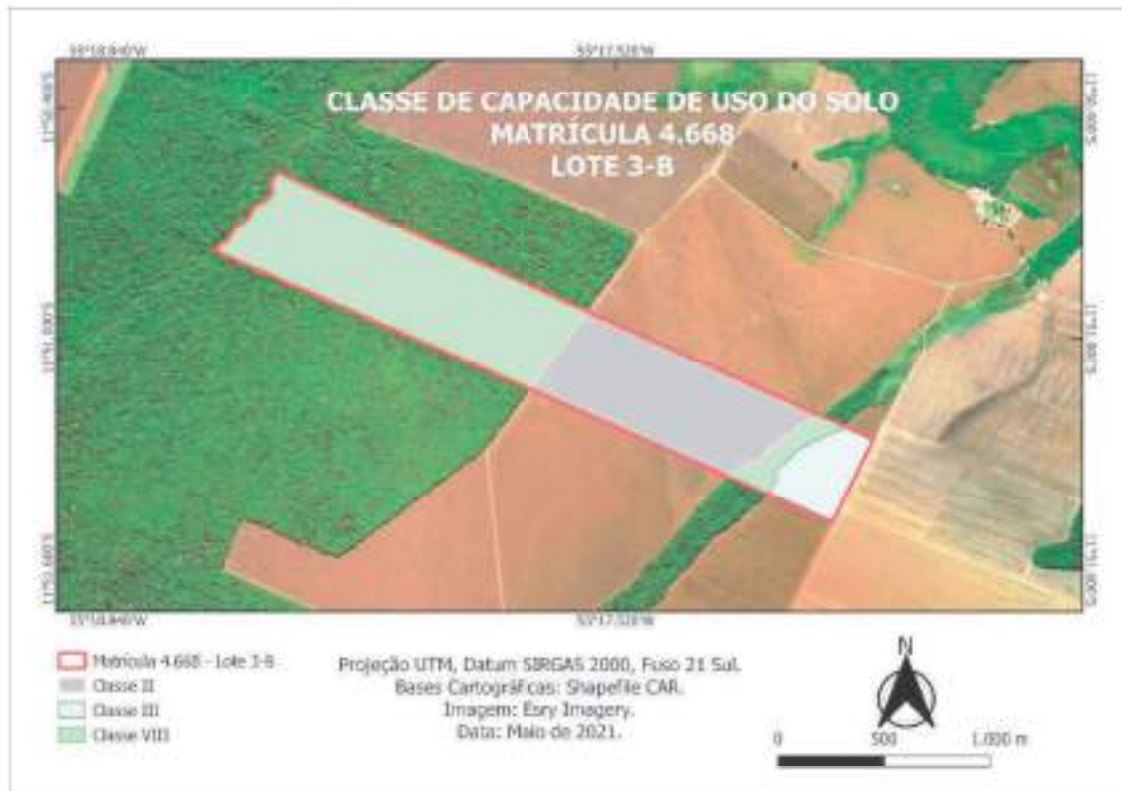 CLASSE DE CAPACIDADE DE USO DO SOLO
MATRÍCULA 4.668
LOTE 3-B
Matrícula 4.668 - Lote 3-B
Classe II
Classe III
Classe VIII
Projeção UTM, Datum SIRGAS 2000, Fuso 21 Sul.
Bases Cartográficas: Shapefile CAR.
Imagem: Esry Imagery.
Data: Maio de 2021.
N
0 500 1.000 m